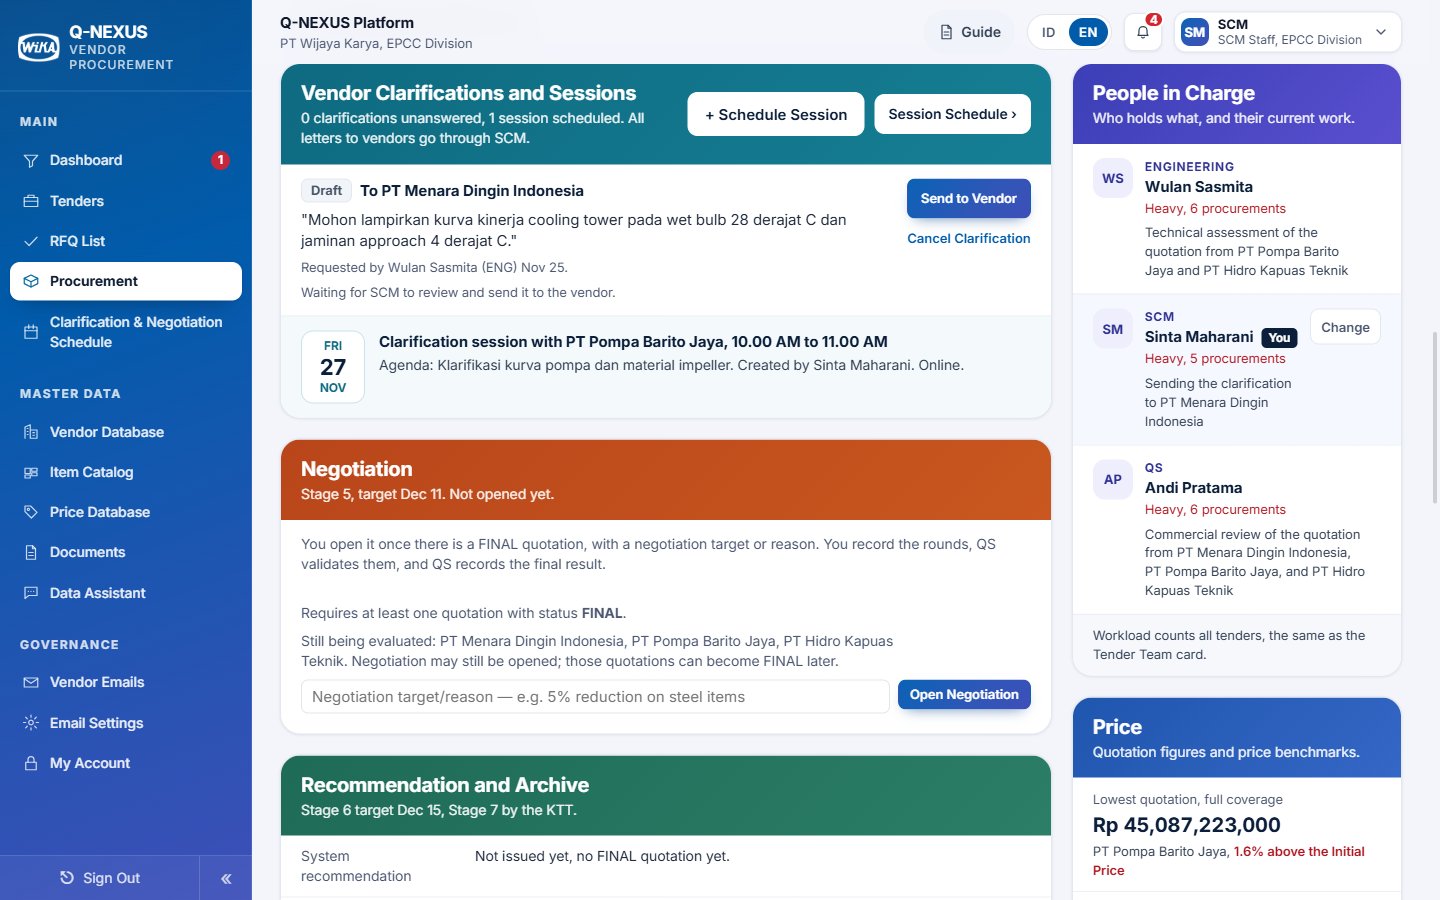 WIKA
Q-NEXUS
VENDOR
PROCUREMENT
MAIN
Dashboard
1
Tenders
RFQ List
Procurement
Clarification & Negotiation
Schedule
MASTER DATA
Vendor Database
Item Catalog
Price Database
Documents
Data Assistant
GOVERNANCE
Vendor Emails
Email Settings
My Account
Sign Out
«
Q-NEXUS Platform
PT Wijaya Karya, EPCC Division
Guide
ID
EN
4
SM
SCM
SCM Staff, EPCC Division
Vendor Clarifications and Sessions
0 clarifications unanswered, 1 session scheduled. All
letters to vendors go through SCM.
+ Schedule Session
Session Schedule ›
Draft
To PT Menara Dingin Indonesia
"Mohon lampirkan kurva kinerja cooling tower pada wet bulb 28 derajat C dan
jaminan approach 4 derajat C."
Requested by Wulan Sasmita (ENG) Nov 25.
Waiting for SCM to review and send it to the vendor.
Send to Vendor
Cancel Clarification
FRI
27
NOV
Clarification session with PT Pompa Barito Jaya, 10.00 AM to 11.00 AM
Agenda: Klarifikasi kurva pompa dan material impeller. Created by Sinta Maharani. Online.
Negotiation
Stage 5, target Dec 11. Not opened yet.
You open it once there is a FINAL quotation, with a negotiation target or reason. You record the rounds, QS
validates them, and QS records the final result.
Requires at least one quotation with status FINAL.
Still being evaluated: PT Menara Dingin Indonesia, PT Pompa Barito Jaya, PT Hidro Kapuas
Teknik. Negotiation may still be opened; those quotations can become FINAL later.
Negotiation target/reason — e.g. 5% reduction on steel items
Open Negotiation
Recommendation and Archive
Stage 6 target Dec 15, Stage 7 by the KTT.
System
recommendation
Not issued yet, no FINAL quotation yet.
People in Charge
Who holds what, and their current work.
WS
ENGINEERING
Wulan Sasmita
Heavy, 6 procurements
Technical assessment of the
quotation from PT Pompa Barito
Jaya and PT Hidro Kapuas Teknik
SM
SCM
Sinta Maharani
You
Change
Heavy, 5 procurements
Sending the clarification
to PT Menara Dingin
Indonesia
AP
QS
Andi Pratama
Heavy, 6 procurements
Commercial review of the quotation
from PT Menara Dingin Indonesia,
PT Pompa Barito Jaya, and PT Hidro
Kapuas Teknik
Workload counts all tenders, the same as the
Tender Team card.
Price
Quotation figures and price benchmarks.
Lowest quotation, full coverage
Rp 45,087,223,000
PT Pompa Barito Jaya, 1.6% above the Initial
Price